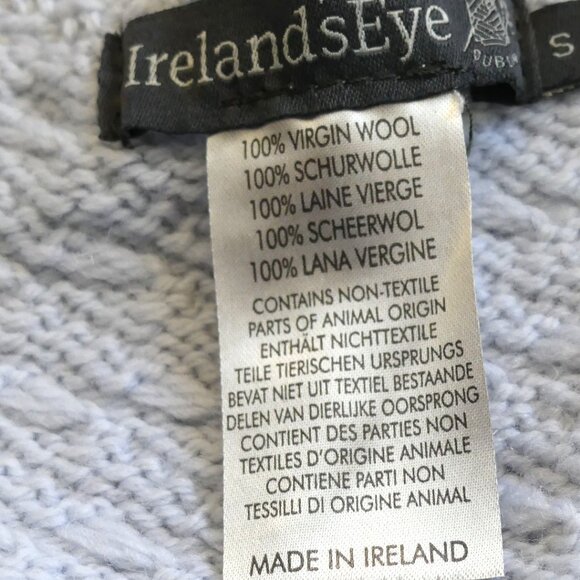 IrelandsEye
DUBLIN
S
100% VIRGIN WOOL
100% SCHURWOLLE
100% LAINE VIERGE
100% SCHEERWOL
100% LANA VERGINE
CONTAINS NON-TEXTILE
PARTS OF ANIMAL ORIGIN
ENTHÄLT NICHTTEXTILE
TEILE TIERISCHEN URSPRUNGS
BEVAT NIET UIT TEXTIEL BESTAANDE
DELEN VAN DIERLIJKE OORSPRONG
CONTIENT DES PARTIES NON
TEXTILES D'ORIGINE ANIMALE
CONTIENE PARTI NON
TESSILI DI ORIGINE ANIMAL
MADE IN IRELAND